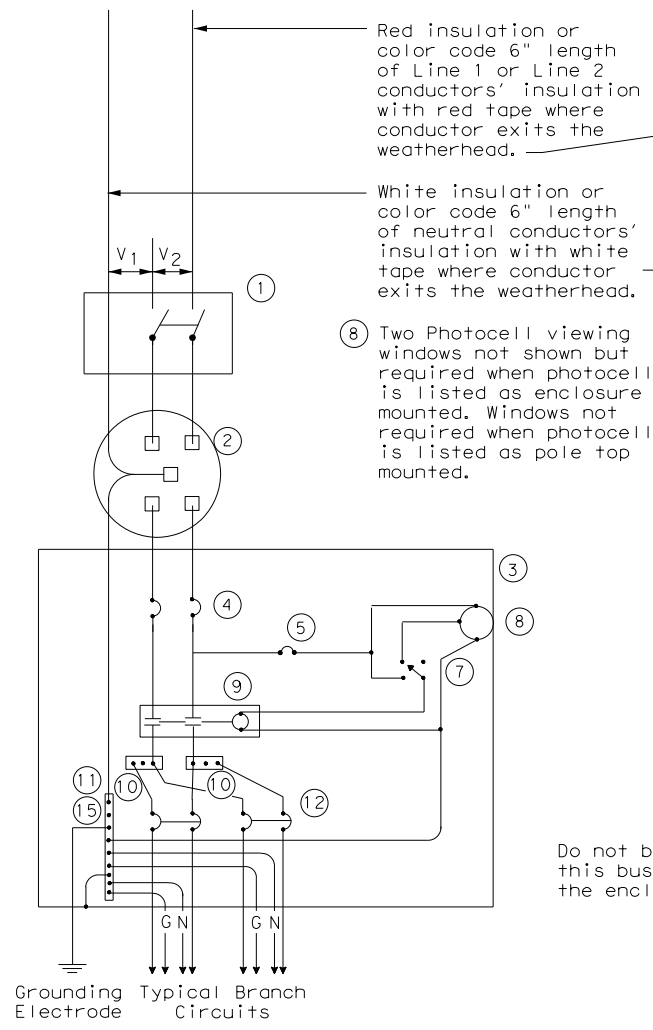 Red insulation or
color code 6" length
of Line 1 or Line 2
conductors' insulation
with red tape where
conductor exits the
weatherhead.
White insulation or
color code 6" length
of neutral conductors'
insulation with white
tape where conductor
exits the weatherhead.
V1 V2
1
8 Two Photocell viewing
windows not shown but
required when photocell
is listed as enclosure
mounted. Windows not
required when photocell
is listed as pole top
mounted.
2
3
4
5
8
7
9
11
10
10
15
12
Do not b
this bus
the encl
G N
G N
Grounding
Electrode
Typical Branch
Circuits